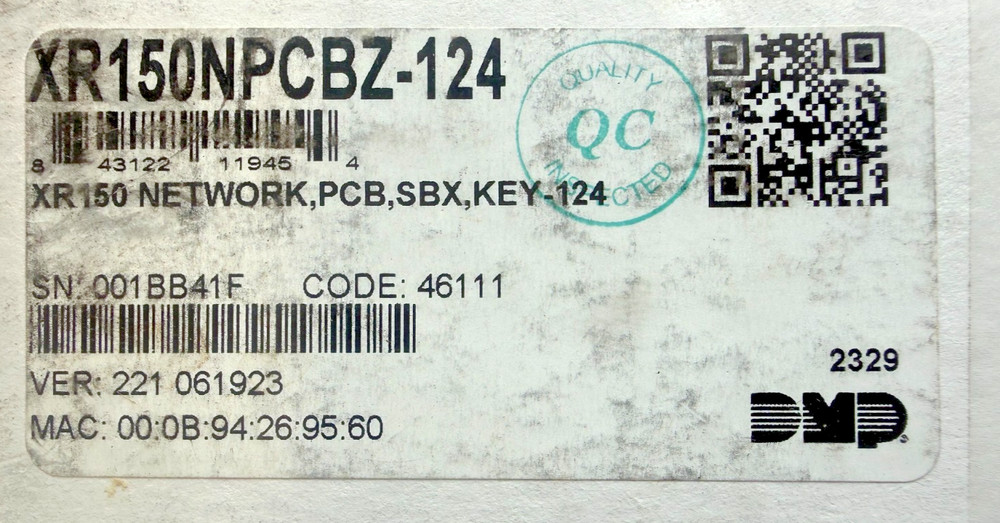 XR150NPCBZ-124
8 43122 11945 4
XR150 NETWORK,PCB,SBX,KEY-124
QUALITY
QC
INSPECTED
SN: 001BB41F CODE: 46111
VER: 221 061923
MAC: 00:0B:94:26:95:60
2329
DMP